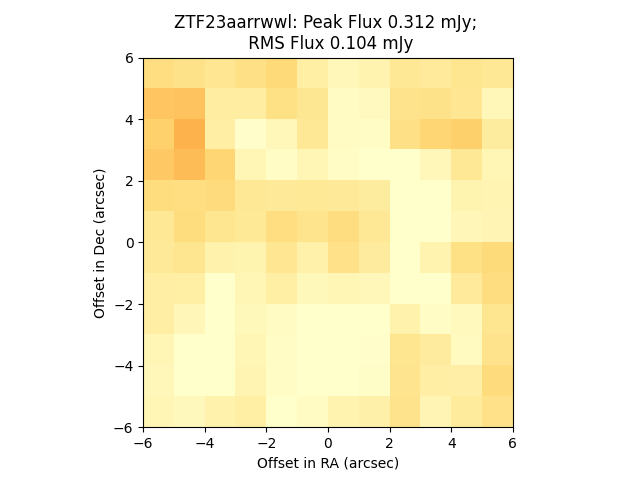 ZTF23aarrwwl: Peak Flux 0.312 mJy;
RMS Flux 0.104 mJy
6
4
2
0
−2
−4
−6
Offset in Dec (arcsec)
−6 −4 −2 0 2 4 6
Offset in RA (arcsec)